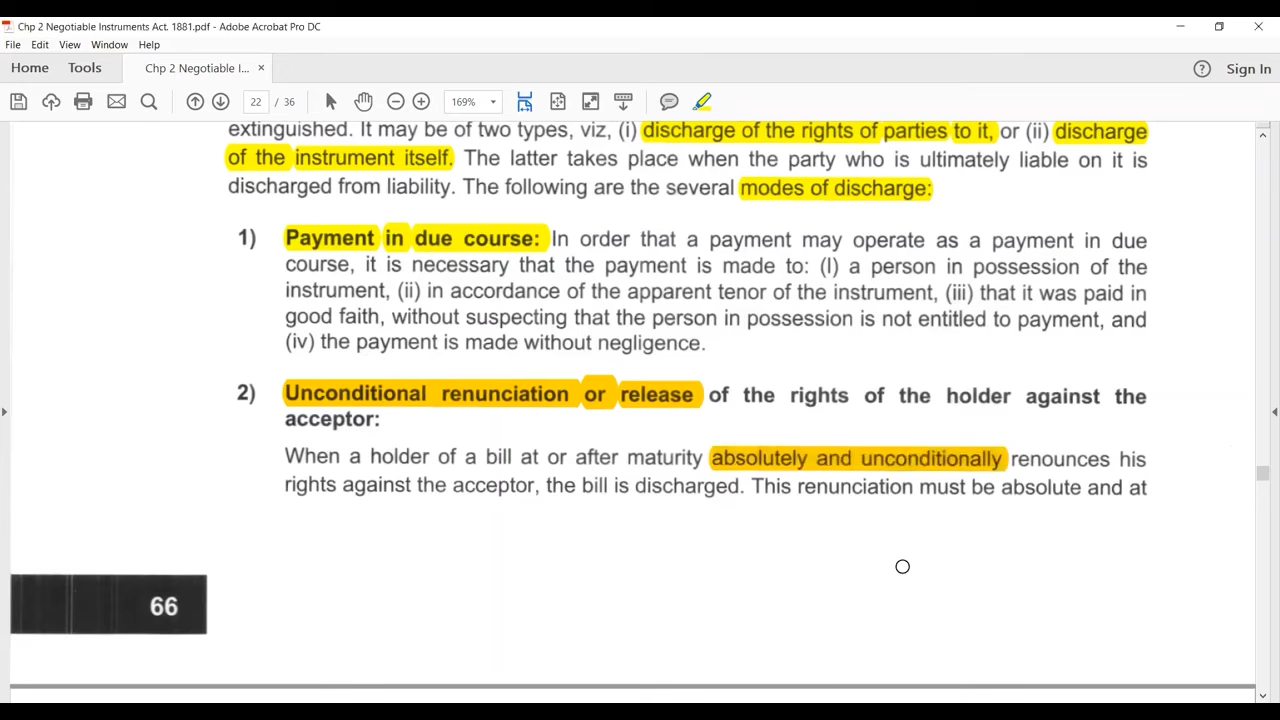 Chp 2 Negotiable Instruments Act. 1881.pdf - Adobe Acrobat Pro DC
File Edit View Window Help
Home Tools Chp 2 Negotiable I... × Sign In
22 / 36 169%
extinguished. It may be of two types, viz, (i) discharge of the rights of parties to it, or (ii) discharge
of the instrument itself. The latter takes place when the party who is ultimately liable on it is
discharged from liability. The following are the several modes of discharge:
1) Payment in due course: In order that a payment may operate as a payment in due
course, it is necessary that the payment is made to: (I) a person in possession of the
instrument, (ii) in accordance of the apparent tenor of the instrument, (iii) that it was paid in
good faith, without suspecting that the person in possession is not entitled to payment, and
(iv) the payment is made without negligence.
2) Unconditional renunciation or release of the rights of the holder against the
acceptor:
When a holder of a bill at or after maturity absolutely and unconditionally renounces his
rights against the acceptor, the bill is discharged. This renunciation must be absolute and at
66